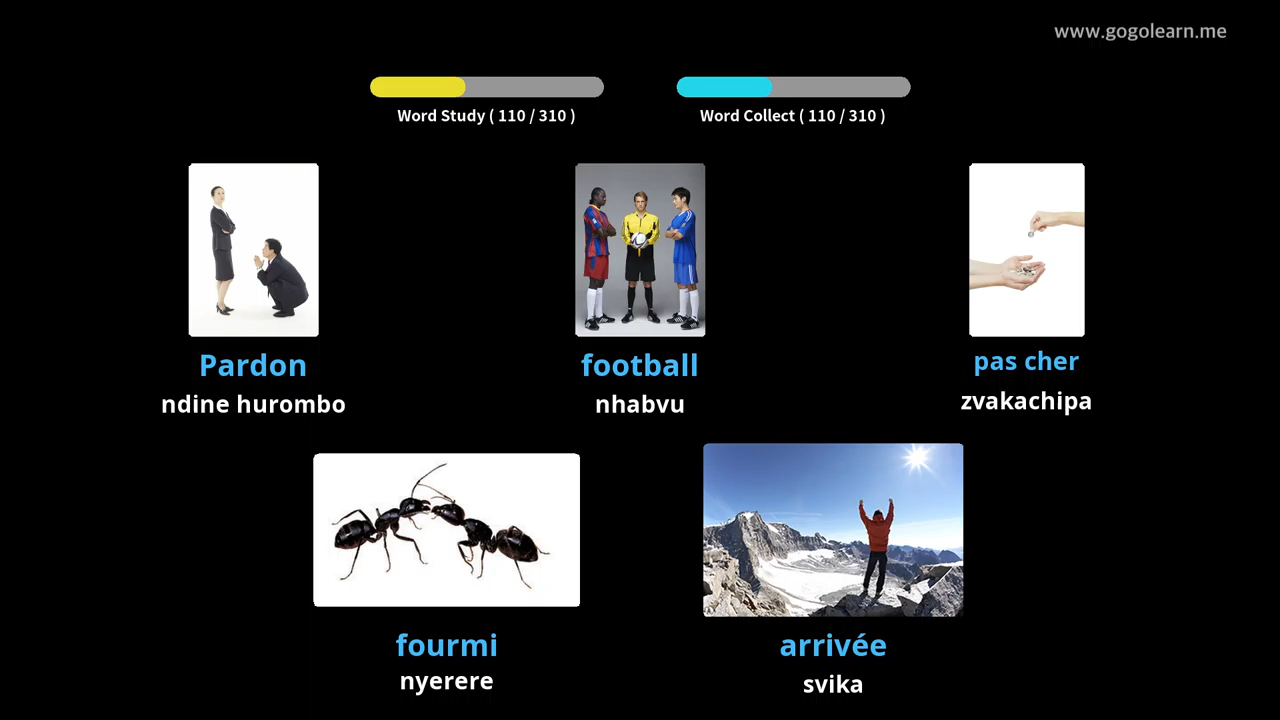 www.gogolearn.me
Word Study ( 110 / 310 )
Word Collect ( 110 / 310 )
Pardon
ndine hurombo
football
nhabvu
pas cher
zvakachipa
fourmi
nyerere
arrivée
svika